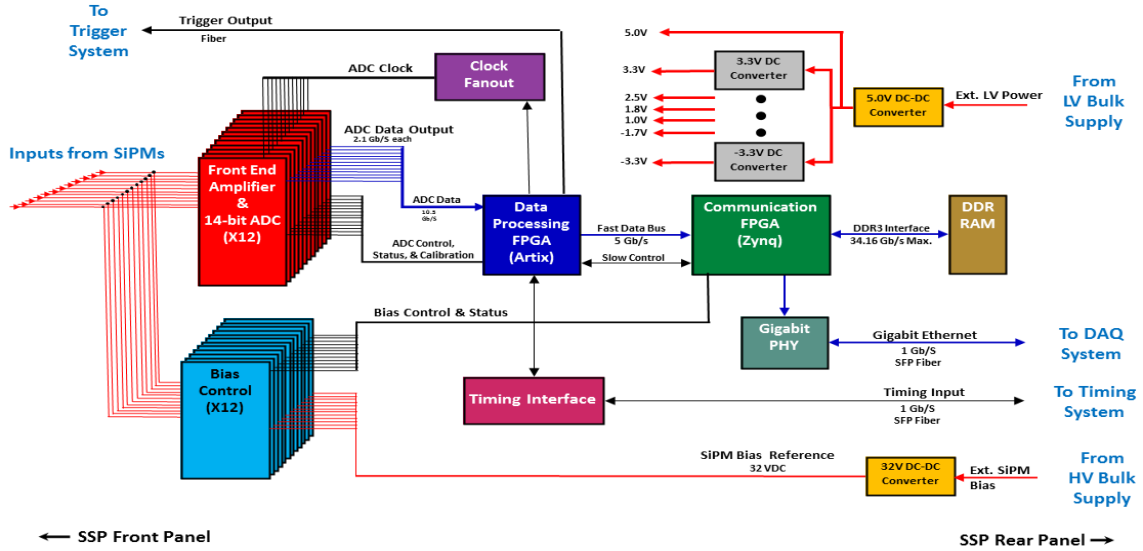 To
Trigger
System
Trigger Output
Fiber
ADC Clock
Clock
Fanout
5.0V
3.3V
2.5V
1.8V
1.0V
-1.7V
-3.3V
3.3V DC
Converter
-3.3V DC
Converter
5.0V DC-DC
Converter
Ext. LV Power
From
LV Bulk
Supply
Inputs from SiPMs
Front End
Amplifier
&
14-bit ADC
(X12)
ADC Data Output
2.1 Gb/S each
ADC Data
10.5
Gb/S
ADC Control,
Status, & Calibration
Data
Processing
FPGA
(Artix)
Fast Data Bus
5 Gb/s
Slow Control
Communication
FPGA
(Zynq)
DDR3 Interface
34.16 Gb/s Max.
DDR
RAM
Bias Control & Status
Gigabit
PHY
Gigabit Ethernet
1 Gb/S
SFP Fiber
To DAQ
System
Bias
Control
(X12)
Timing Interface
Timing Input
1 Gb/S
SFP Fiber
To Timing
System
SiPM Bias Reference
32 VDC
32V DC-DC
Converter
Ext. SiPM
Bias
From
HV Bulk
Supply
SSP Front Panel
SSP Rear Panel